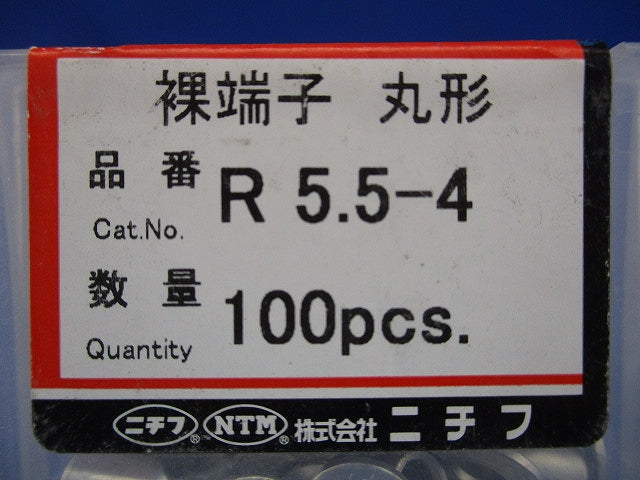 裸端子 丸形
品番 R 5.5-4
Cat.No.
数量 100pcs.
Quantity
ニチフ® NTM® 株式会社 ニチフ